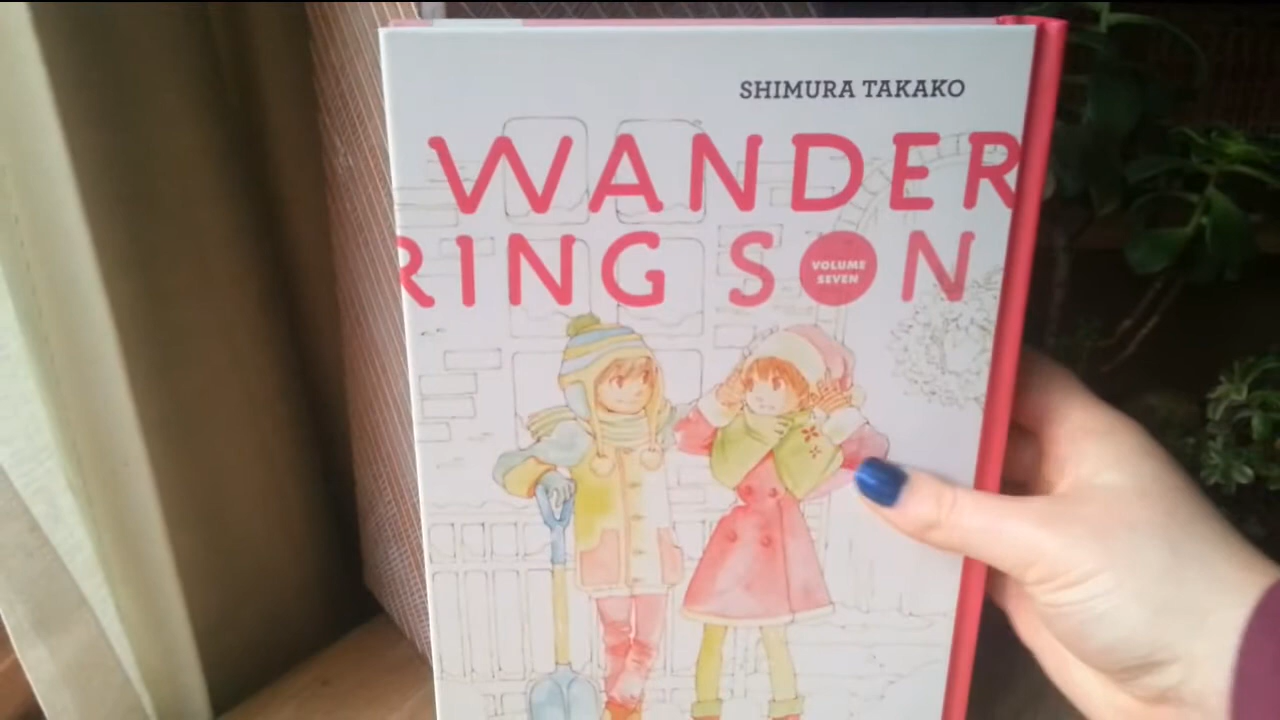 SHIMURA TAKAKO
WANDER
RING SON
VOLUME
SEVEN